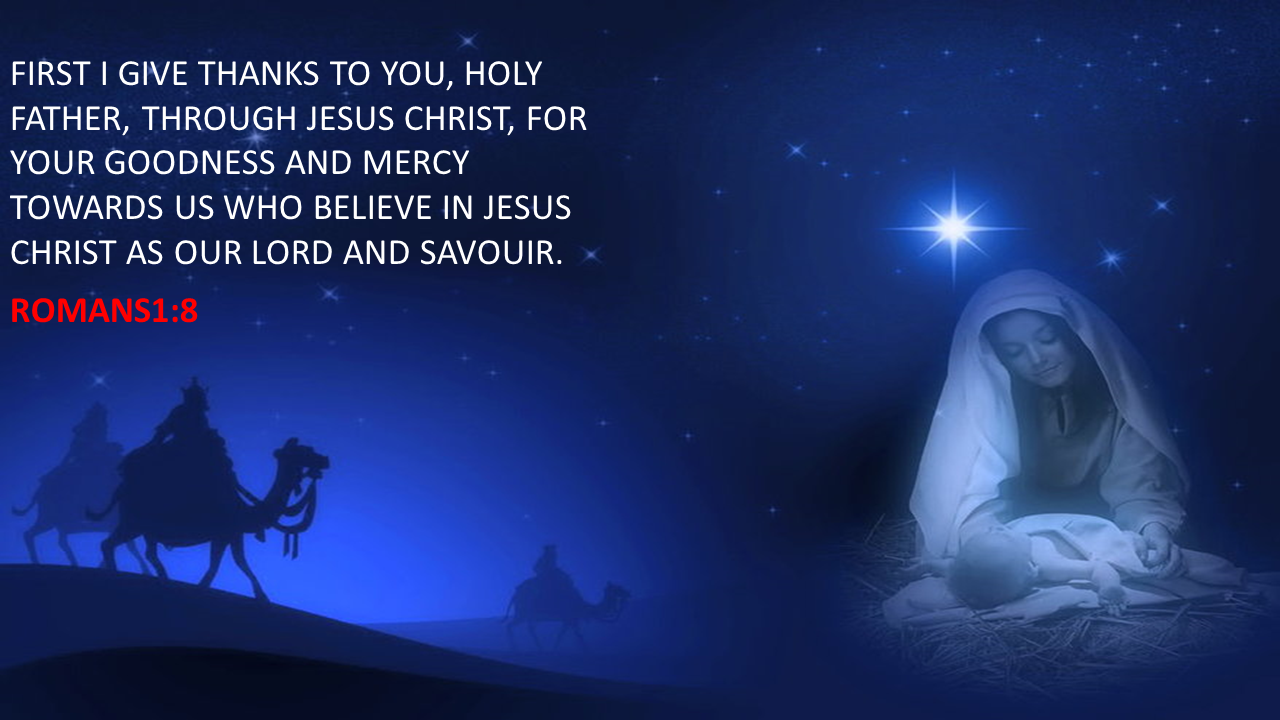 FIRST I GIVE THANKS TO YOU, HOLY
FATHER, THROUGH JESUS CHRIST, FOR
YOUR GOODNESS AND MERCY
TOWARDS US WHO BELIEVE IN JESUS
CHRIST AS OUR LORD AND SAVOUIR.
ROMANS1:8